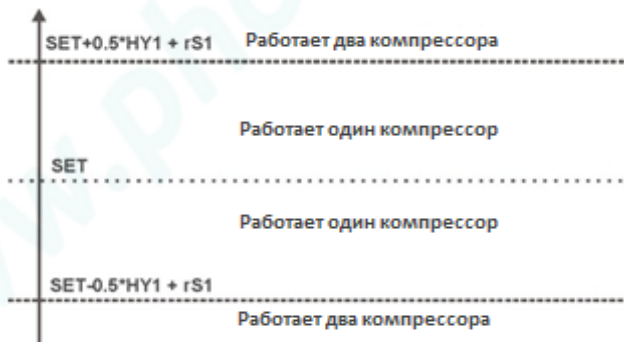 SET+0.5*HY1 + rS1 Работает два компрессора
Работает один компрессор
SET
Работает один компрессор
SET-0.5*HY1 + rS1
Работает два компрессора